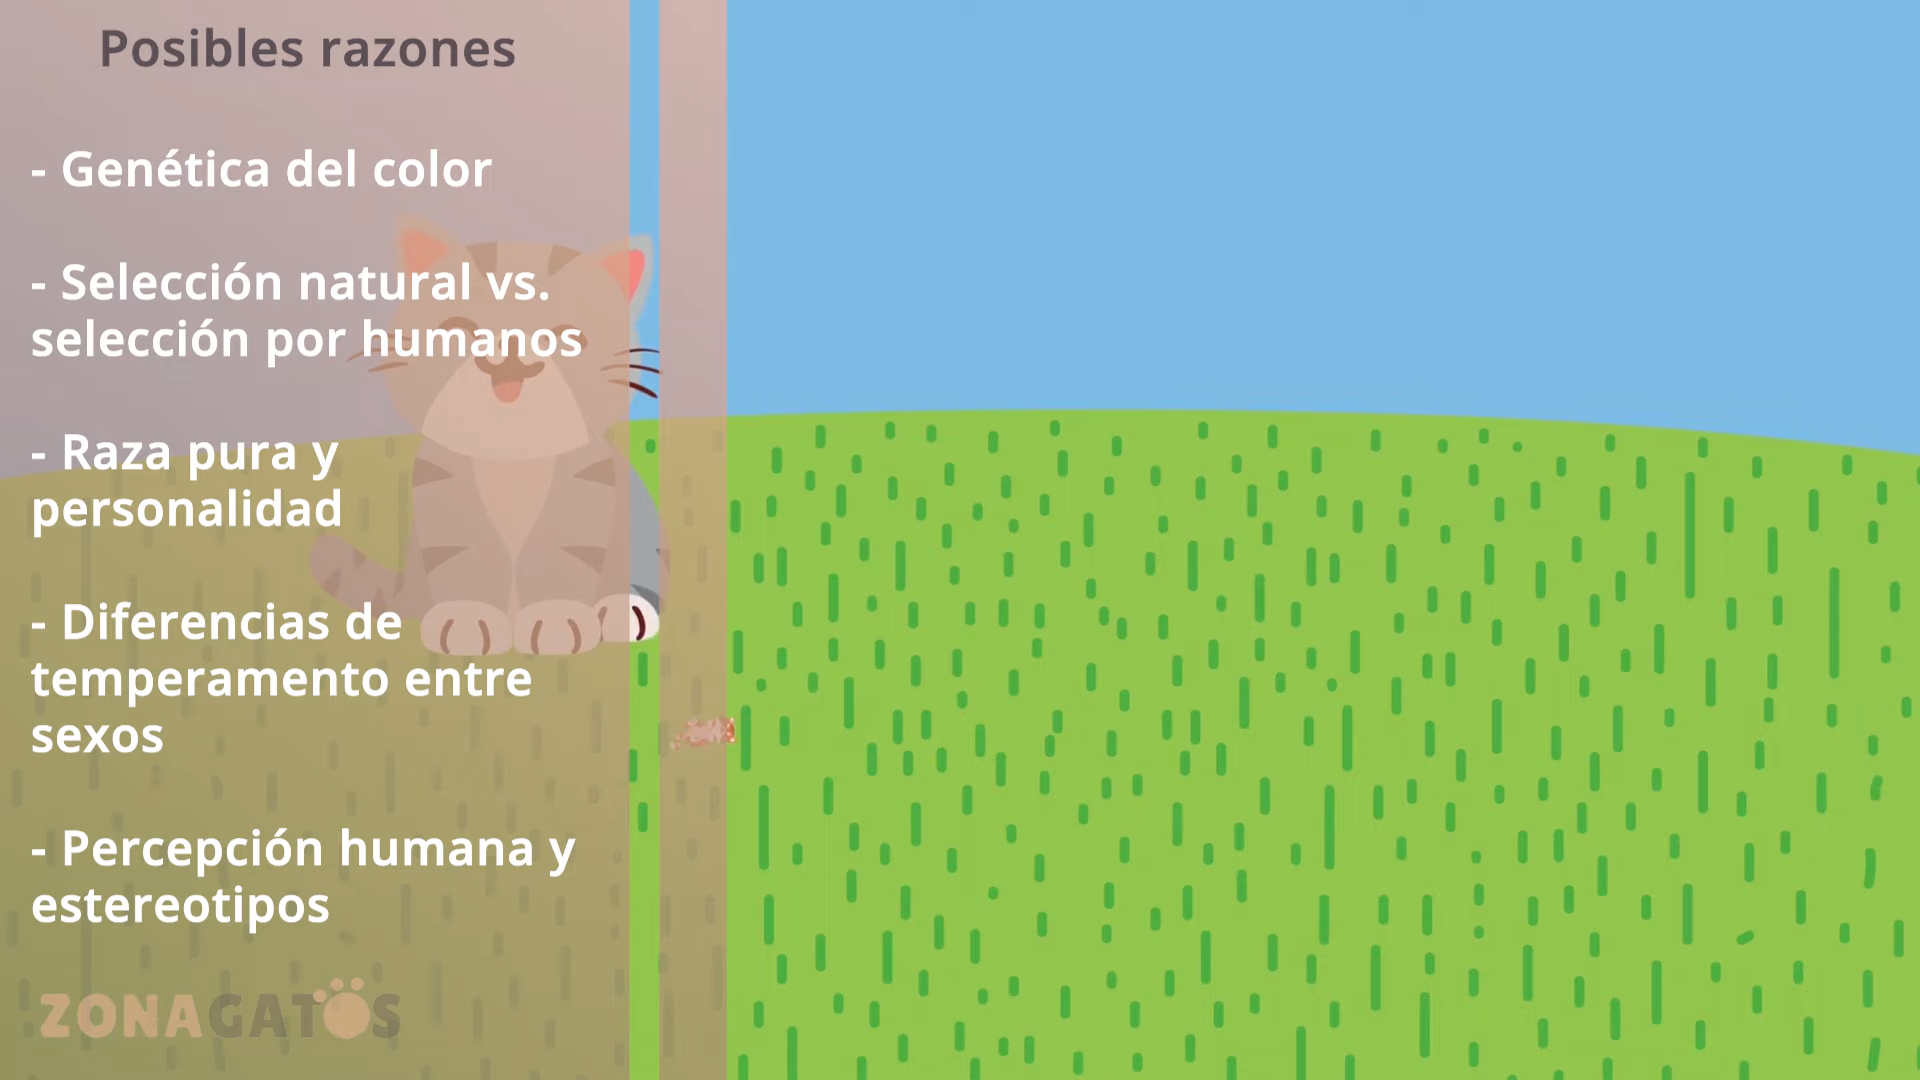 Posibles razones
- Genética del color
- Selección natural vs.
selección por humanos
- Raza pura y
personalidad
- Diferencias de
temperamento entre
sexos
- Percepción humana y
estereotipos
ZONAGATOS